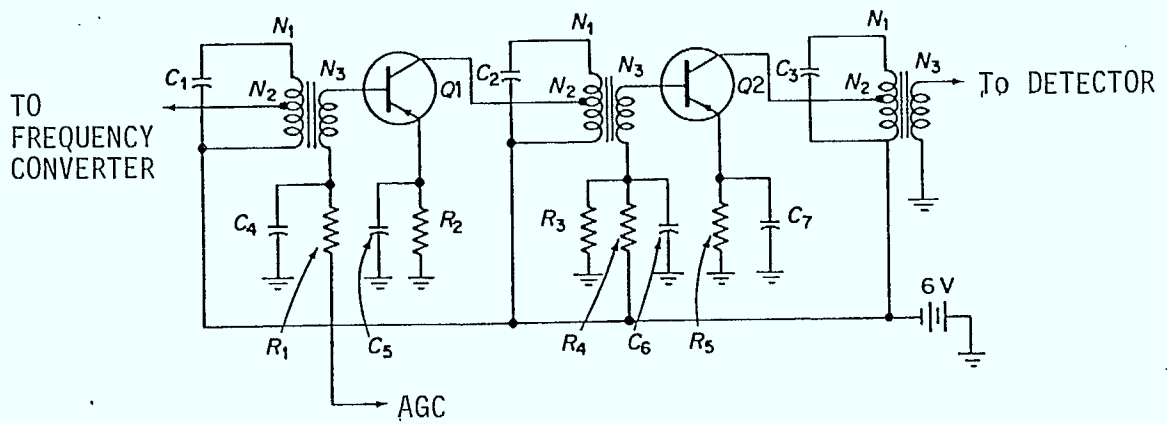 N1
N1
N1
C1
N2
N3
Q1
C2
N2
N3
Q2
C3
N2
N3
TO DETECTOR
TO
FREQUENCY
CONVERTER
C4
R2
R3
C7
6 V
R1
C5
R4
C6
R5
AGC